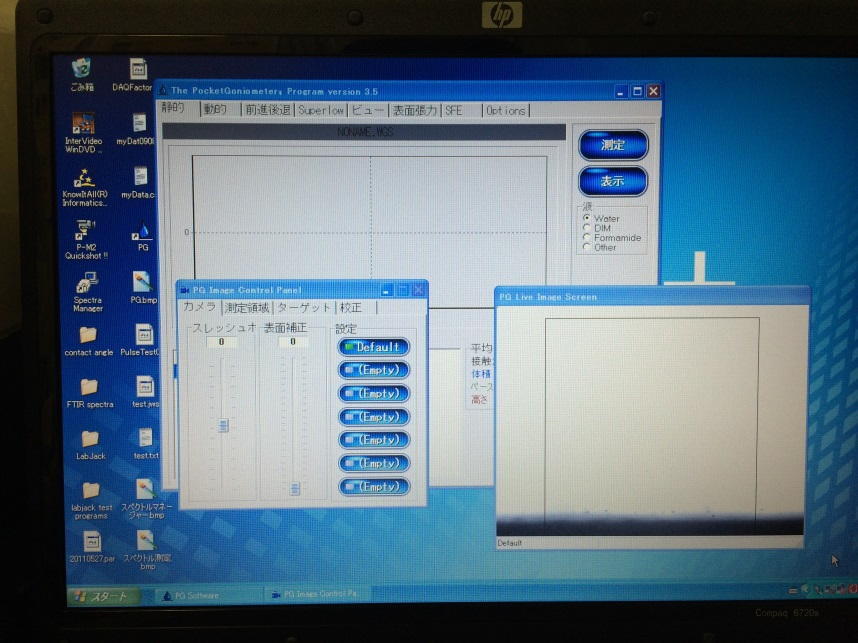 hp
ごみ箱
DAQFactor
InterVideo
WinDVD ...
myDat090
KnowItAll(R)
Informatics...
myData.c
P-M2
Quickshot !!
PG
Spectra
Manager
PG.bmp
contact angle
PulseTest
FTIR spectra
test.jws
LabJack
test.txt
labjack test
programs
スペクトルマネー
ジャー.bmp
20110527.par
スペクトル測定.
bmp
The PocketGoniometer, Program version 3.5
静的 動的 前進後退 Superlow ビュー 表面張力 SFE Options
NONAME.WGS
0
測定
表示
液
Water
DIM
Formamide
Other
平均
接触
体積
ベース
高さ
PG Image Control Panel
カメラ 測定領域 ターゲット 校正
スレッショホ 表面補正 設定
0 0
Default
(Empty)
(Empty)
(Empty)
(Empty)
(Empty)
(Empty)
PG Live Image Screen
Default
スタート
PG Software
PG Image Control Pa...
Compaq 6720s